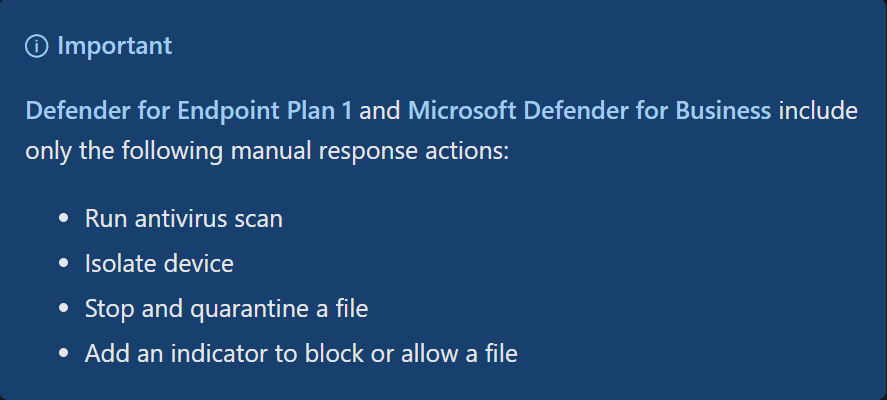 Important
Defender for Endpoint Plan 1 and Microsoft Defender for Business include
only the following manual response actions:
• Run antivirus scan
• Isolate device
• Stop and quarantine a file
• Add an indicator to block or allow a file